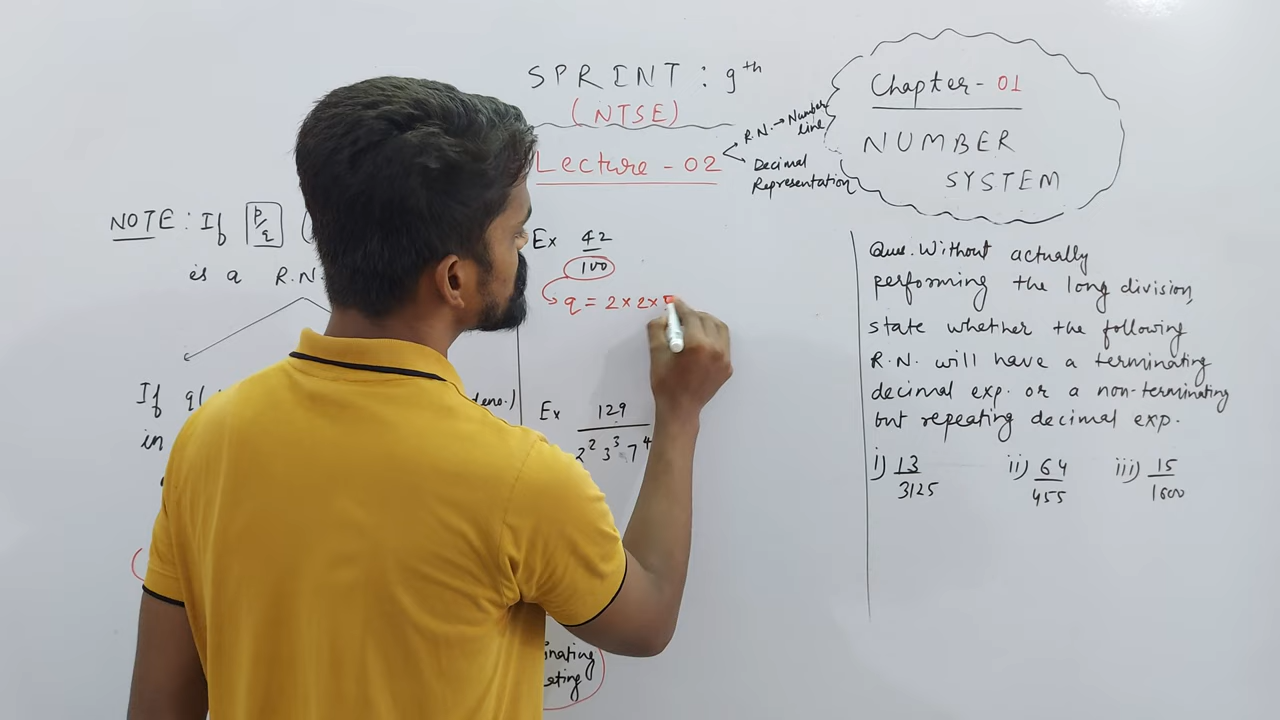 SPRINT : 9th
(NTSE)
Lecture - 02
R.N. → Number line
Decimal Representation
Chapter - 01
NUMBER
SYSTEM
NOTE : If p/q (
is a R.N.
If q(
deno.)
in
inating
Ex 42/100
q = 2 × 2 × 5
Ex 129/2² 3³ 7⁴
Ques. Without actually
performing the long division,
state whether the following
R.N. will have a terminating
decimal exp. or a non-terminating
but repeating decimal exp.
i) 13/3125 ii) 64/455 iii) 15/1600